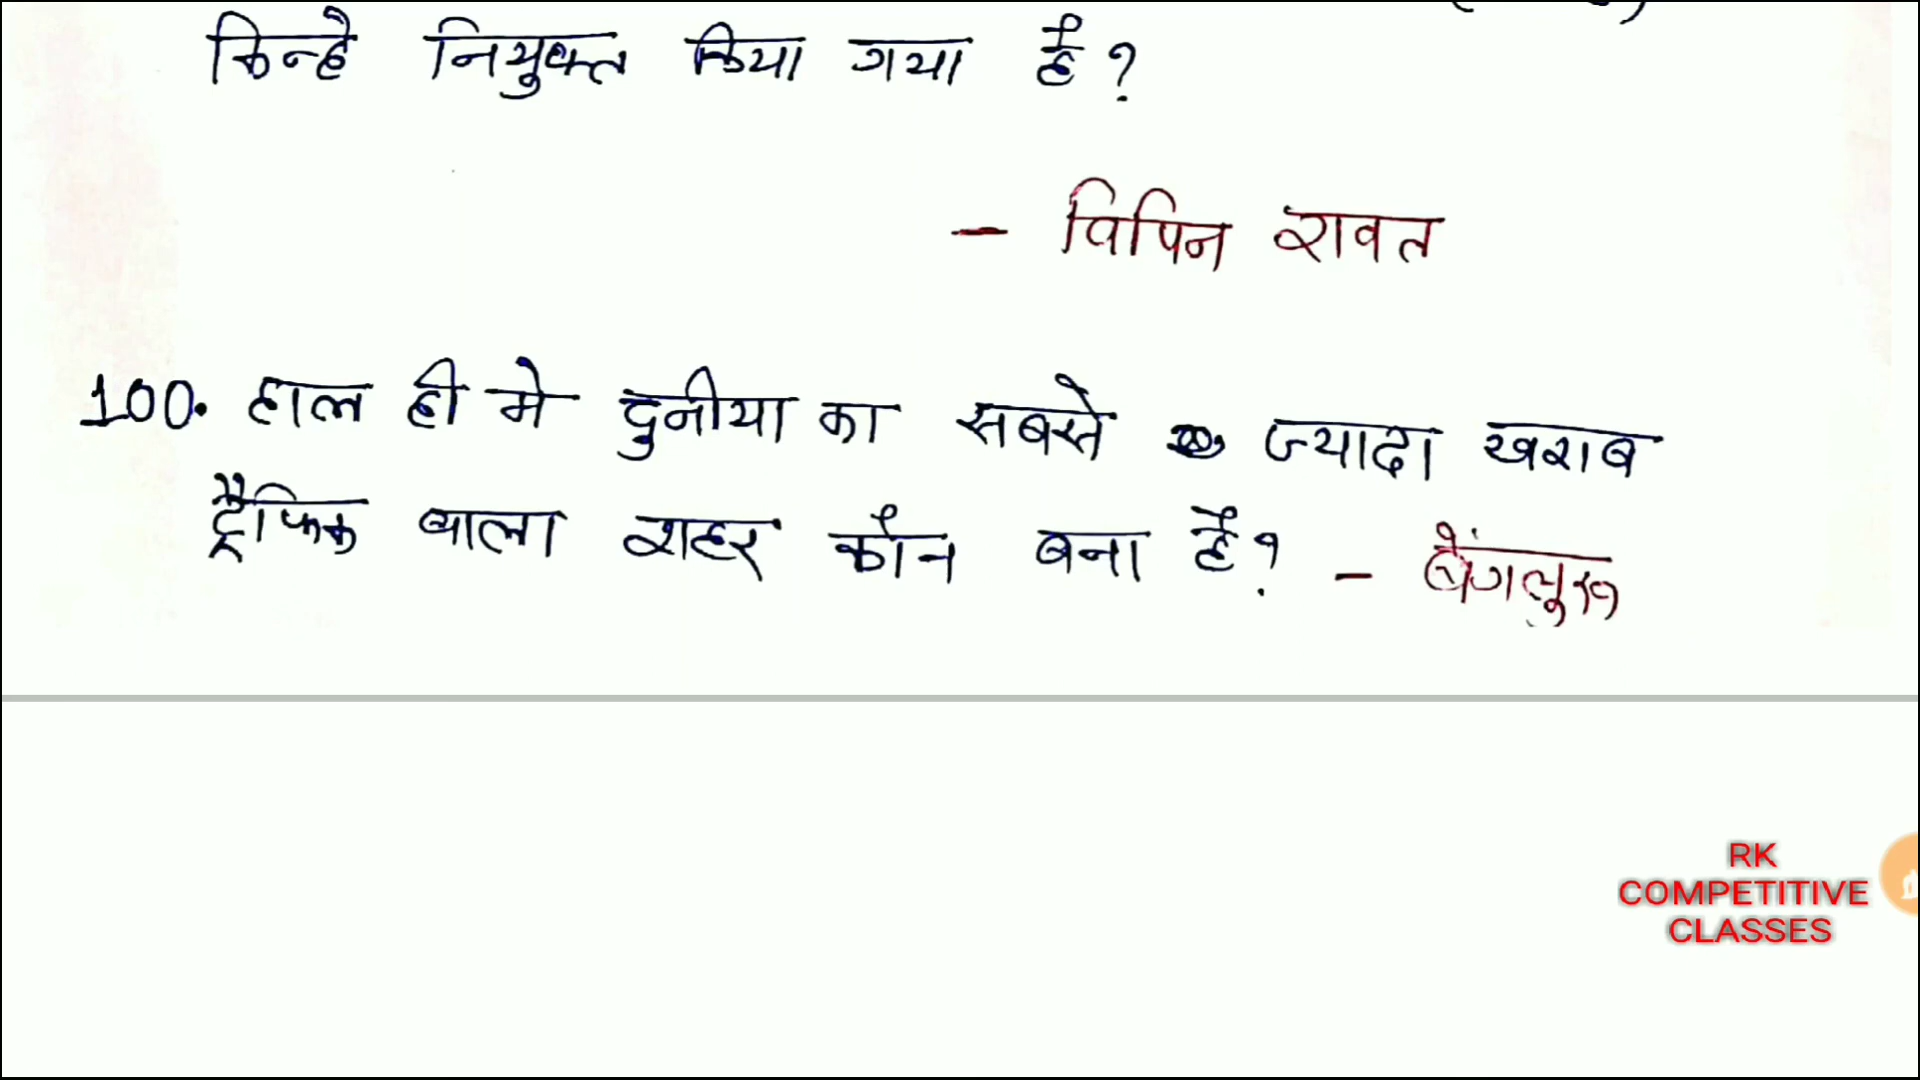 किन्हे नियुक्त किया गया है?
- विपिन रावत
100. हाल ही मे दुनीया का सबसे ज्यादा खराब
ट्रैफिक वाला शहर कौन बना है? - बेंगलुरु
RK
COMPETITIVE
CLASSES